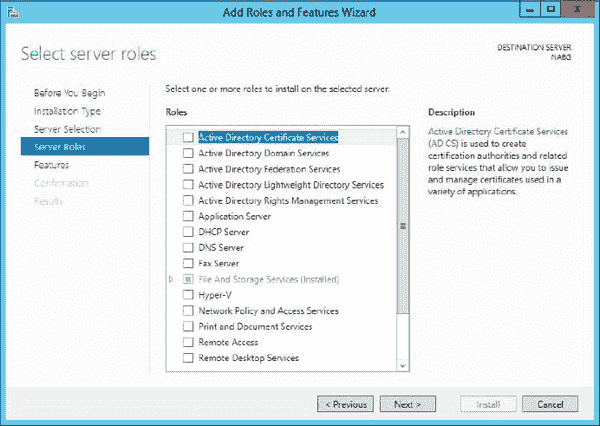 Add Roles and Features Wizard
Select server roles
DESTINATION SERVER
NABG
Before You Begin
Installation Type
Server Selection
Server Roles
Features
Confirmation
Results
Select one or more roles to install on the selected server.
Roles
Active Directory Certificate Services
Active Directory Domain Services
Active Directory Federation Services
Active Directory Lightweight Directory Services
Active Directory Rights Management Services
Application Server
DHCP Server
DNS Server
Fax Server
File And Storage Services (Installed)
Hyper-V
Network Policy and Access Services
Print and Document Services
Remote Access
Remote Desktop Services
Description
Active Directory Certificate Services
(AD CS) is used to create
certification authorities and related
role services that allow you to issue
and manage certificates used in a
variety of applications.
< Previous
Next >
Install
Cancel